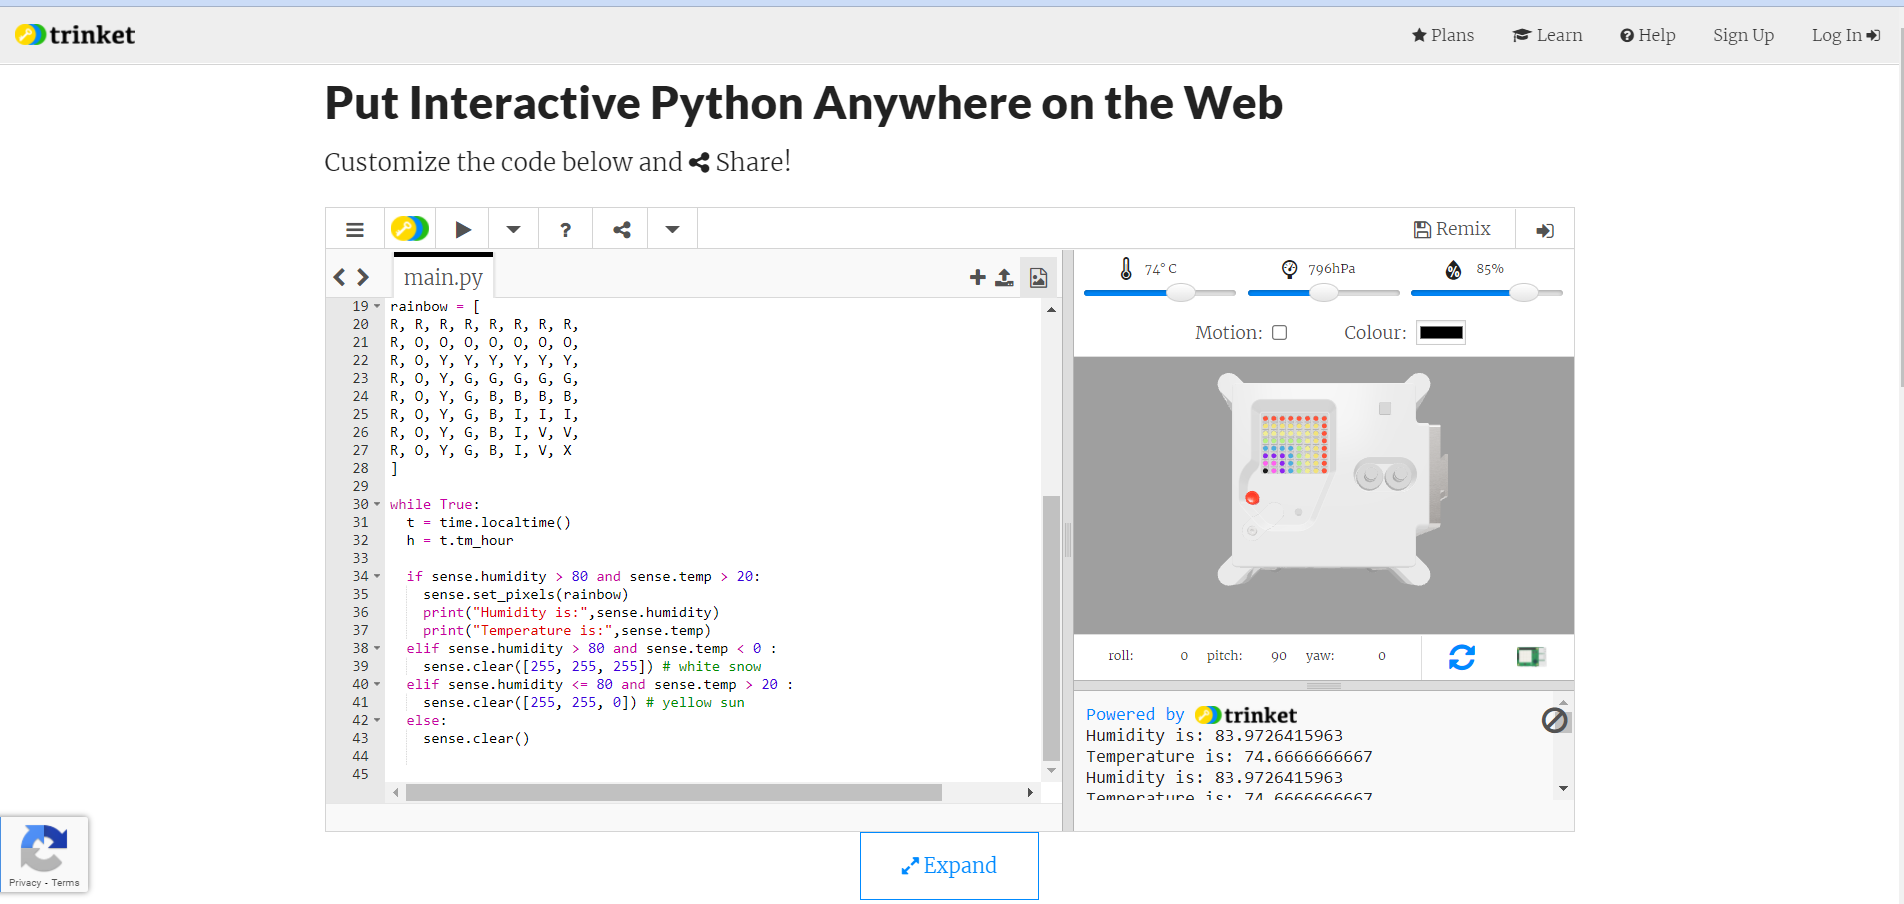 trinket
Plans Learn Help Sign Up Log In
Put Interactive Python Anywhere on the Web
Customize the code below and Share!
? Remix
main.py
74° C 796hPa 85%
Motion: Colour:
19 rainbow = [
20 R, R, R, R, R, R, R, R,
21 R, O, O, O, O, O, O, O,
22 R, O, Y, Y, Y, Y, Y, Y,
23 R, O, Y, G, G, G, G, G,
24 R, O, Y, G, B, B, B, B,
25 R, O, Y, G, B, I, I, I,
26 R, O, Y, G, B, I, V, V,
27 R, O, Y, G, B, I, V, X
28 ]
29
30 while True:
31 t = time.localtime()
32 h = t.tm_hour
33
34 if sense.humidity > 80 and sense.temp > 20:
35 sense.set_pixels(rainbow)
36 print("Humidity is:",sense.humidity)
37 print("Temperature is:",sense.temp)
38 elif sense.humidity > 80 and sense.temp < 0 :
39 sense.clear([255, 255, 255]) # white snow
40 elif sense.humidity <= 80 and sense.temp > 20 :
41 sense.clear([255, 255, 0]) # yellow sun
42 else:
43 sense.clear()
44
45
roll: 0 pitch: 90 yaw: 0
Powered by trinket
Humidity is: 83.9726415963
Temperature is: 74.6666666667
Humidity is: 83.9726415963
Temperature is: 74.6666666667
Expand
Privacy - Terms